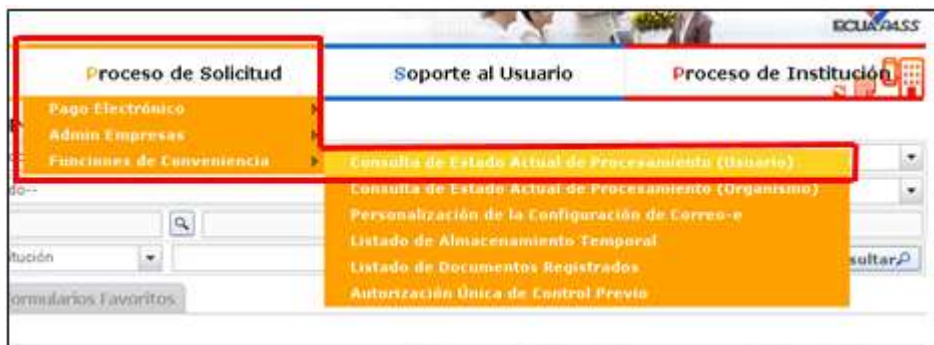 ECUAPASS
Proceso de Solicitud
Soporte al Usuario
Proceso de Institución
Pago Electrónico
Admin Empresas
Funciones de Conveniencia
Consulta de Estado Actual de Procesamiento (Usuario)
do--
Consulta de Estado Actual de Procesamiento (Organismo)
Personalización de la Configuración de Correo-e
Listado de Almacenamiento Temporal
titución
Listado de Documentos Registrados
sultar
ormularios Favoritos
Autorización Única de Control Previo